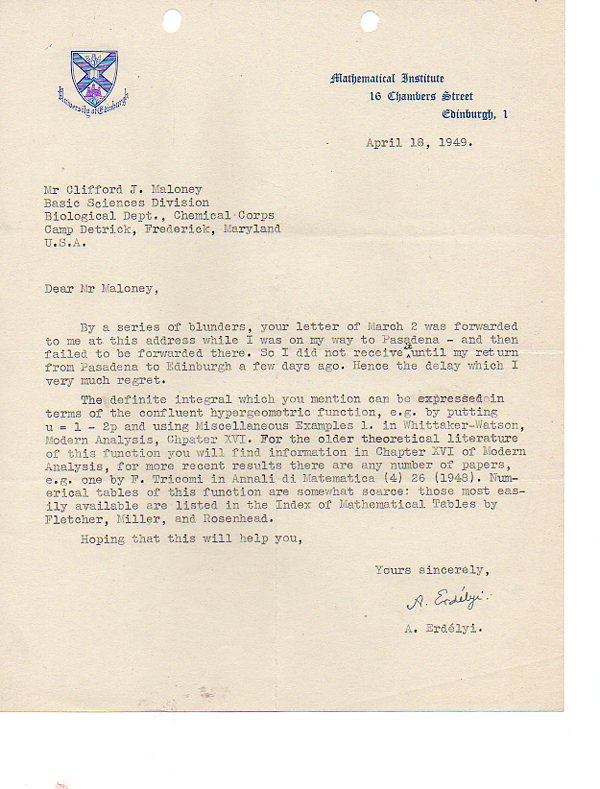 University of Edinburgh
Mathematical Institute
16 Chambers Street
Edinburgh, 1
April 18, 1949.
Mr Clifford J. Maloney
Basic Sciences Division
Biological Dept., Chemical Corps
Camp Detrick, Frederick, Maryland
U.S.A.
Dear Mr Maloney,
By a series of blunders, your letter of March 2 was forwarded
to me at this address while I was on my way to Pasadena - and then
failed to be forwarded there. So I did not receive it until my return
from Pasadena to Edinburgh a few days ago. Hence the delay which I
very much regret.
The definite integral which you mention can be expressed in
terms of the confluent hypergeometric function, e.g. by putting
u = 1 - 2p and using Miscellaneous Examples 1. in Whittaker-Watson,
Modern Analysis, Chpater XVI. For the older theoretical literature
of this function you will find information in Chapter XVI of Modern
Analysis, for more recent results there are any number of papers,
e.g. one by F. Tricomi in Annali di Matematica (4) 26 (1948). Num-
erical tables of this function are somewhat scarce: those most eas-
ily available are listed in the Index of Mathematical Tables by
Fletcher, Miller, and Rosenhead.
Hoping that this will help you,
Yours sincerely,
A. Erdélyi.
A. Erdélyi.